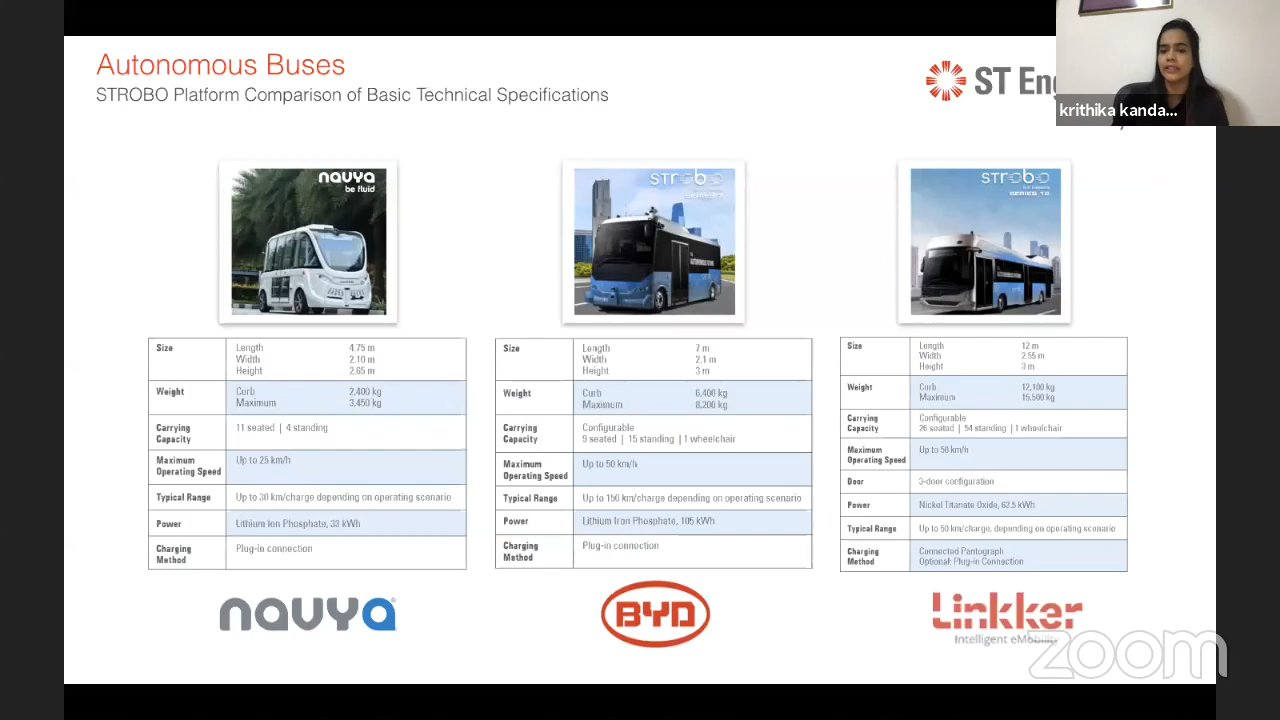 Autonomous Buses
STROBO Platform Comparison of Basic Technical Specifications
ST Eng
krithika kanda...
navya
be fluid
STROBO
STROBO
SERIES 12
Size
Length 4.75 m
Width 2.10 m
Height 2.65 m
Weight
Curb 2,400 kg
Maximum 3,450 kg
Carrying Capacity
11 seated | 4 standing
Maximum Operating Speed
Up to 25 km/h
Typical Range
Up to 30 km/charge depending on operating scenario
Power
Lithium Ion Phosphate, 33 kWh
Charging Method
Plug-in connection
navya
Size
Length 7 m
Width 2.1 m
Height 3 m
Weight
Curb 6,400 kg
Maximum 8,200 kg
Carrying Capacity
Configurable
9 seated | 15 standing | 1 wheelchair
Maximum Operating Speed
Up to 50 km/h
Typical Range
Up to 150 km/charge depending on operating scenario
Power
Lithium Iron Phosphate, 105 kWh
Charging Method
Plug-in connection
BYD
Size
Length 12 m
Width 2.55 m
Height 3 m
Weight
Curb 12,100 kg
Maximum 15,500 kg
Carrying Capacity
Configurable
26 seated | 54 standing | 1 wheelchair
Maximum Operating Speed
Up to 50 km/h
Door
3-door configuration
Power
Nickel Titanate Oxide, 62.5 kWh
Typical Range
Up to 50 km/charge, depending on operating scenario
Charging Method
Connected Pantograph
Optional: Plug-in Connection
Linkker
Intelligent eMobility
zoom